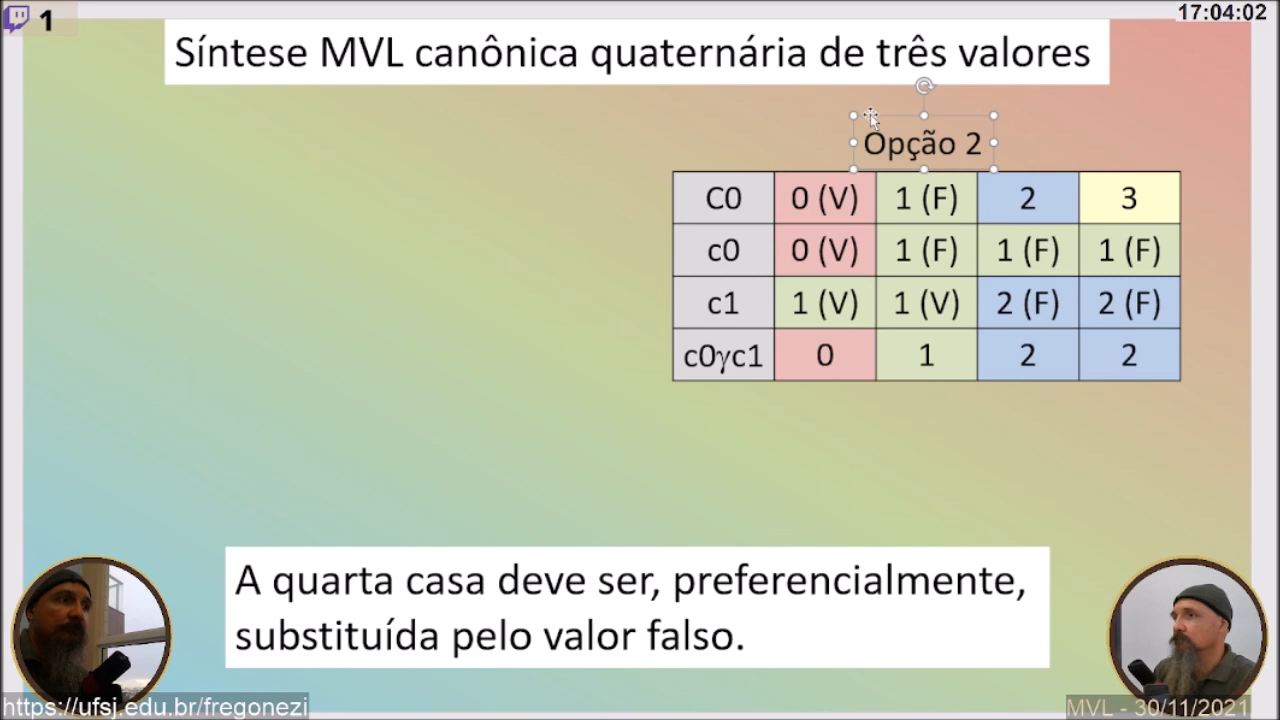 1
17:04:02
Síntese MVL canônica quaternária de três valores
Opção 2
C0 0 (V) 1 (F) 2 3
c0 0 (V) 1 (F) 1 (F) 1 (F)
c1 1 (V) 1 (V) 2 (F) 2 (F)
c0γc1 0 1 2 2
A quarta casa deve ser, preferencialmente,
substituída pelo valor falso.
https://ufsj.edu.br/fregonezi
MVL - 30/11/2021